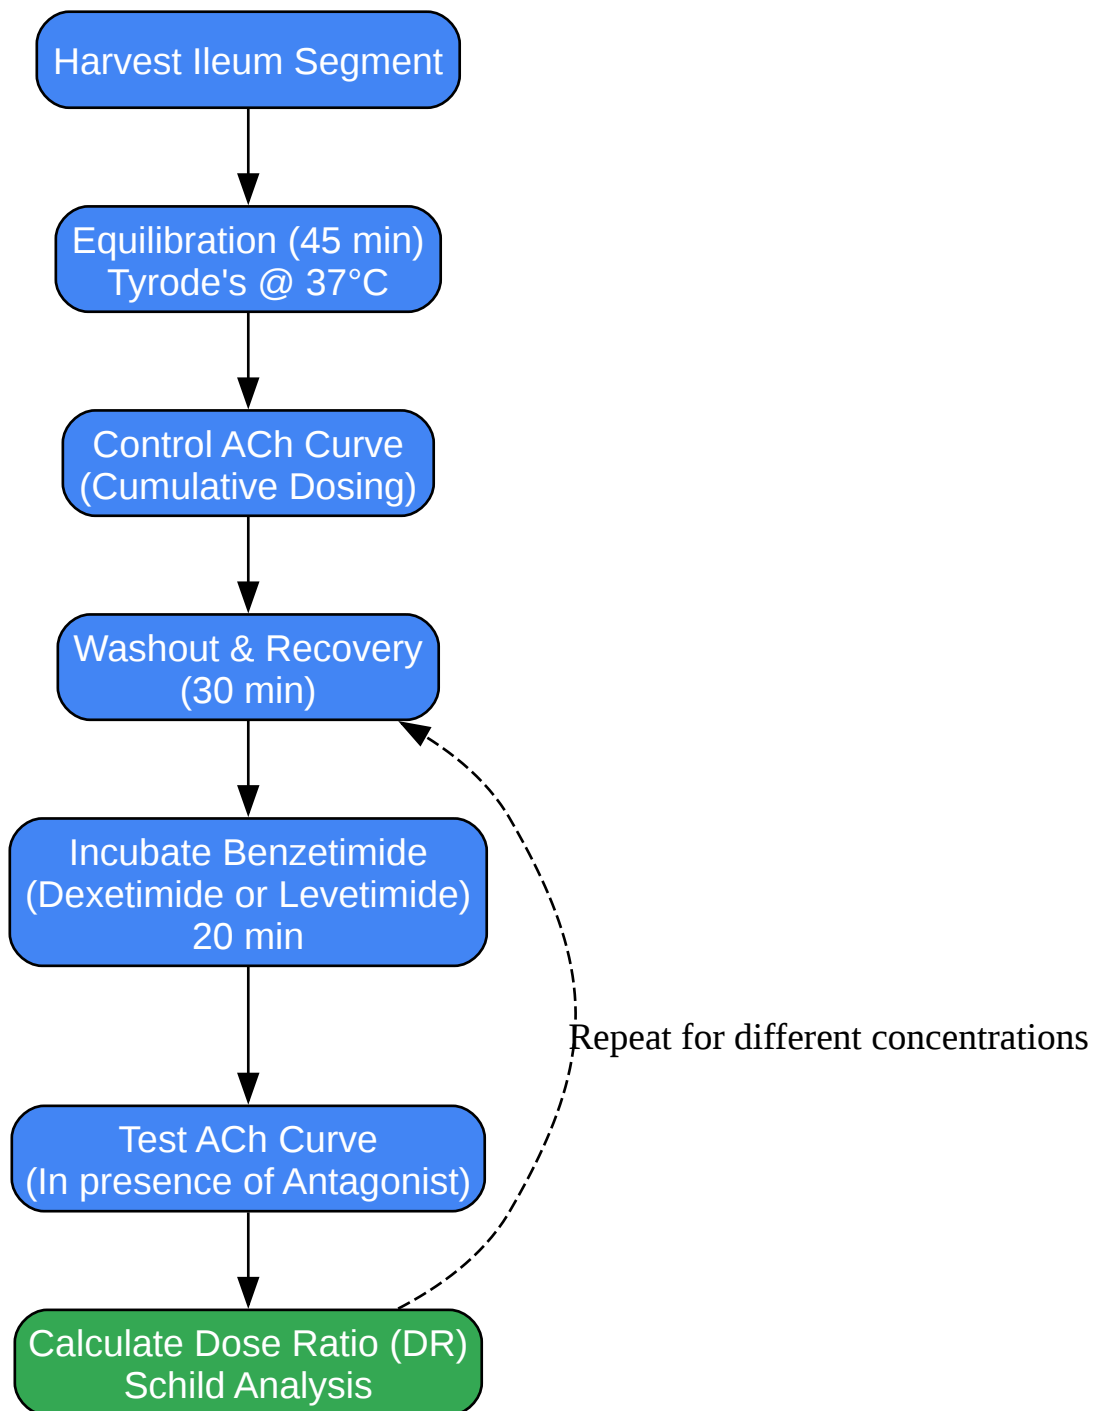 Harvest Ileum Segment
Equilibration (45 min)
Tyrode's @ 37°C
Control ACh Curve
(Cumulative Dosing)
Washout & Recovery
(30 min)
Incubate Benzetimide
(Dexetimide or Levetimide)
20 min
Repeat for different concentrations
Test ACh Curve
(In presence of Antagonist)
Calculate Dose Ratio (DR)
Schild Analysis